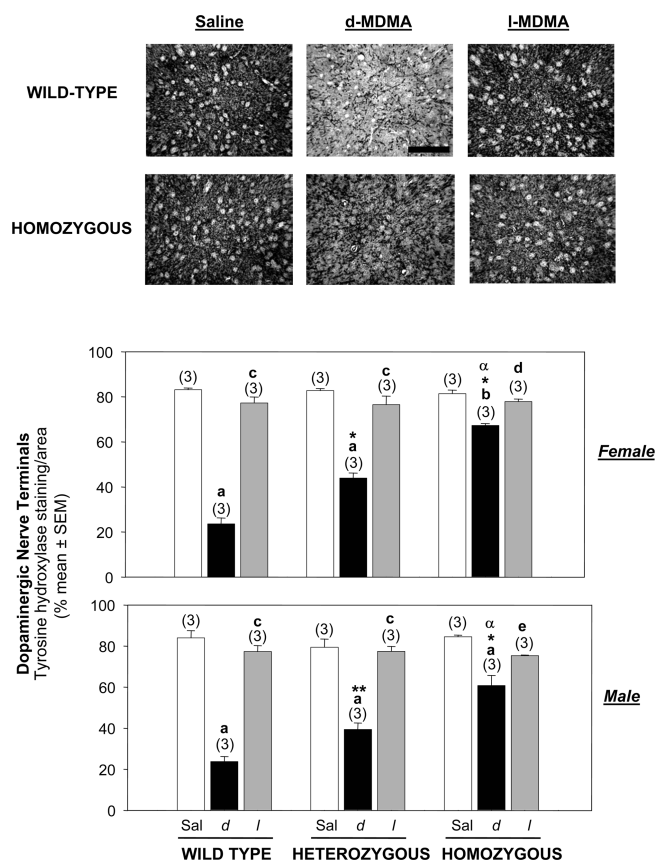 Saline d-MDMA l-MDMA
WILD-TYPE
HOMOZYGOUS
Dopaminergic Nerve Terminals
Tyrosine hydroxylase staining/area
(% mean ± SEM)
100
80
60
40
20
0
(3)
a
(3)
c
(3)
(3)
*
a
(3)
c
(3)
(3)
α
*
b
(3)
d
(3)
Female
100
80
60
40
20
0
(3)
a
(3)
c
(3)
(3)
**
a
(3)
c
(3)
(3)
α
*
a
(3)
e
(3)
Male
Sal d l Sal d l Sal d l
WILD TYPE HETEROZYGOUS HOMOZYGOUS